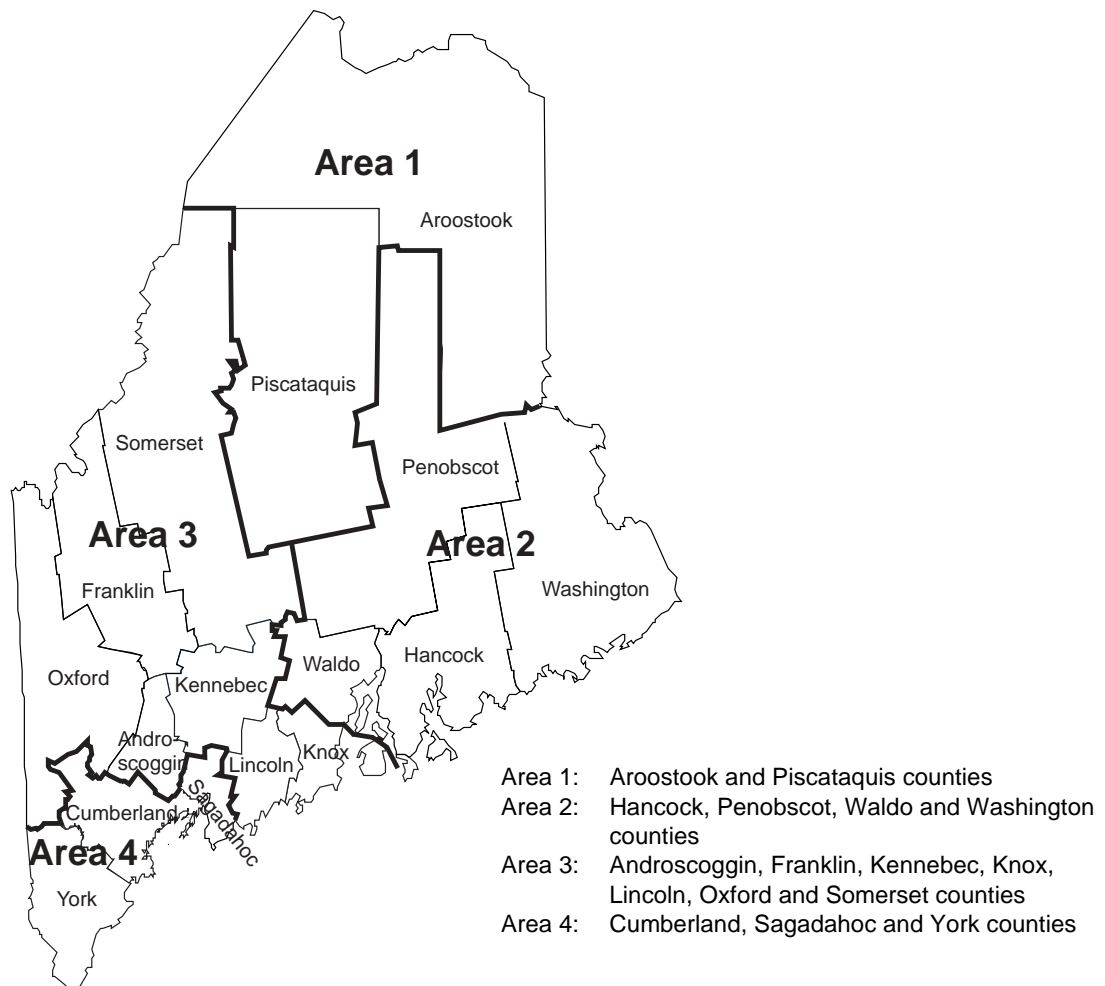 Area 1
Aroostook
Piscataquis
Somerset
Penobscot
Area 3
Area 2
Franklin
Washington
Hancock
Waldo
Oxford
Kennebec
Andro-
scoggin
Knox
Lincoln
Sagadahoc
Cumberland
Area 4
York
Area 1: Aroostook and Piscataquis counties
Area 2: Hancock, Penobscot, Waldo and Washington
counties
Area 3: Androscoggin, Franklin, Kennebec, Knox,
Lincoln, Oxford and Somerset counties
Area 4: Cumberland, Sagadahoc and York counties